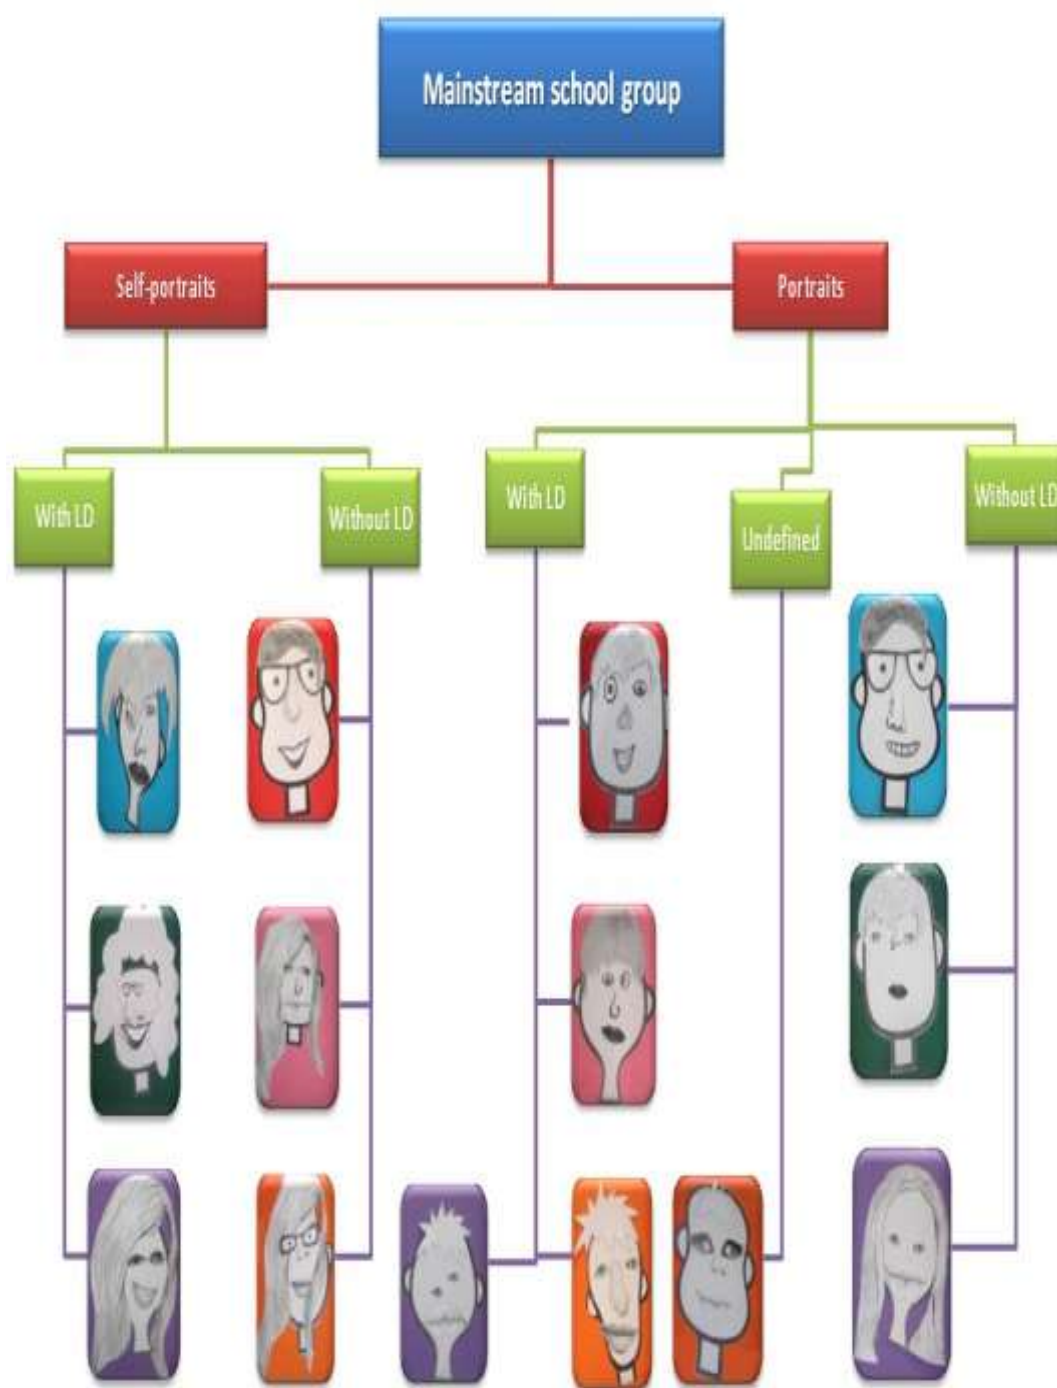 Mainstream school group
Self-portraits
Portraits
With LD
Without LD
With LD
Undefined
Without LD